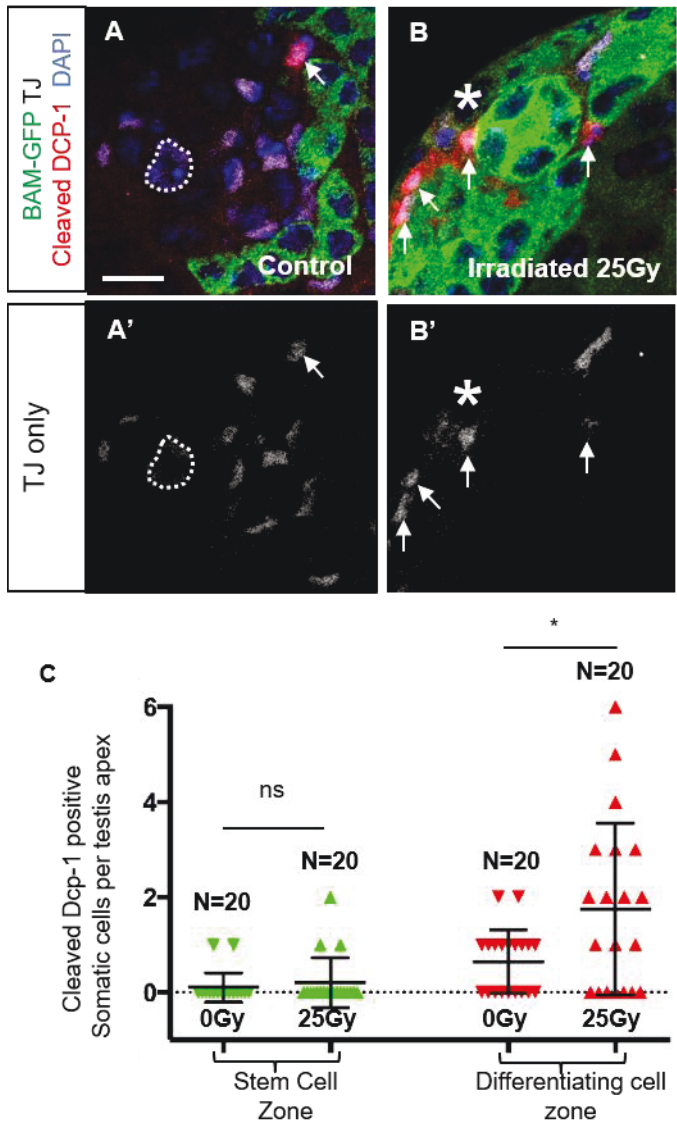 BAM-GFP TJ
Cleaved DCP-1 DAPI
A
Control
B
*
Irradiated 25Gy
TJ only
A’
B’
*
C
Cleaved Dcp-1 positive
Somatic cells per testis apex
6
4
2
0
ns
*
N=20
N=20
N=20
N=20
0Gy
25Gy
0Gy
25Gy
Stem Cell
Zone
Differentiating cell
zone